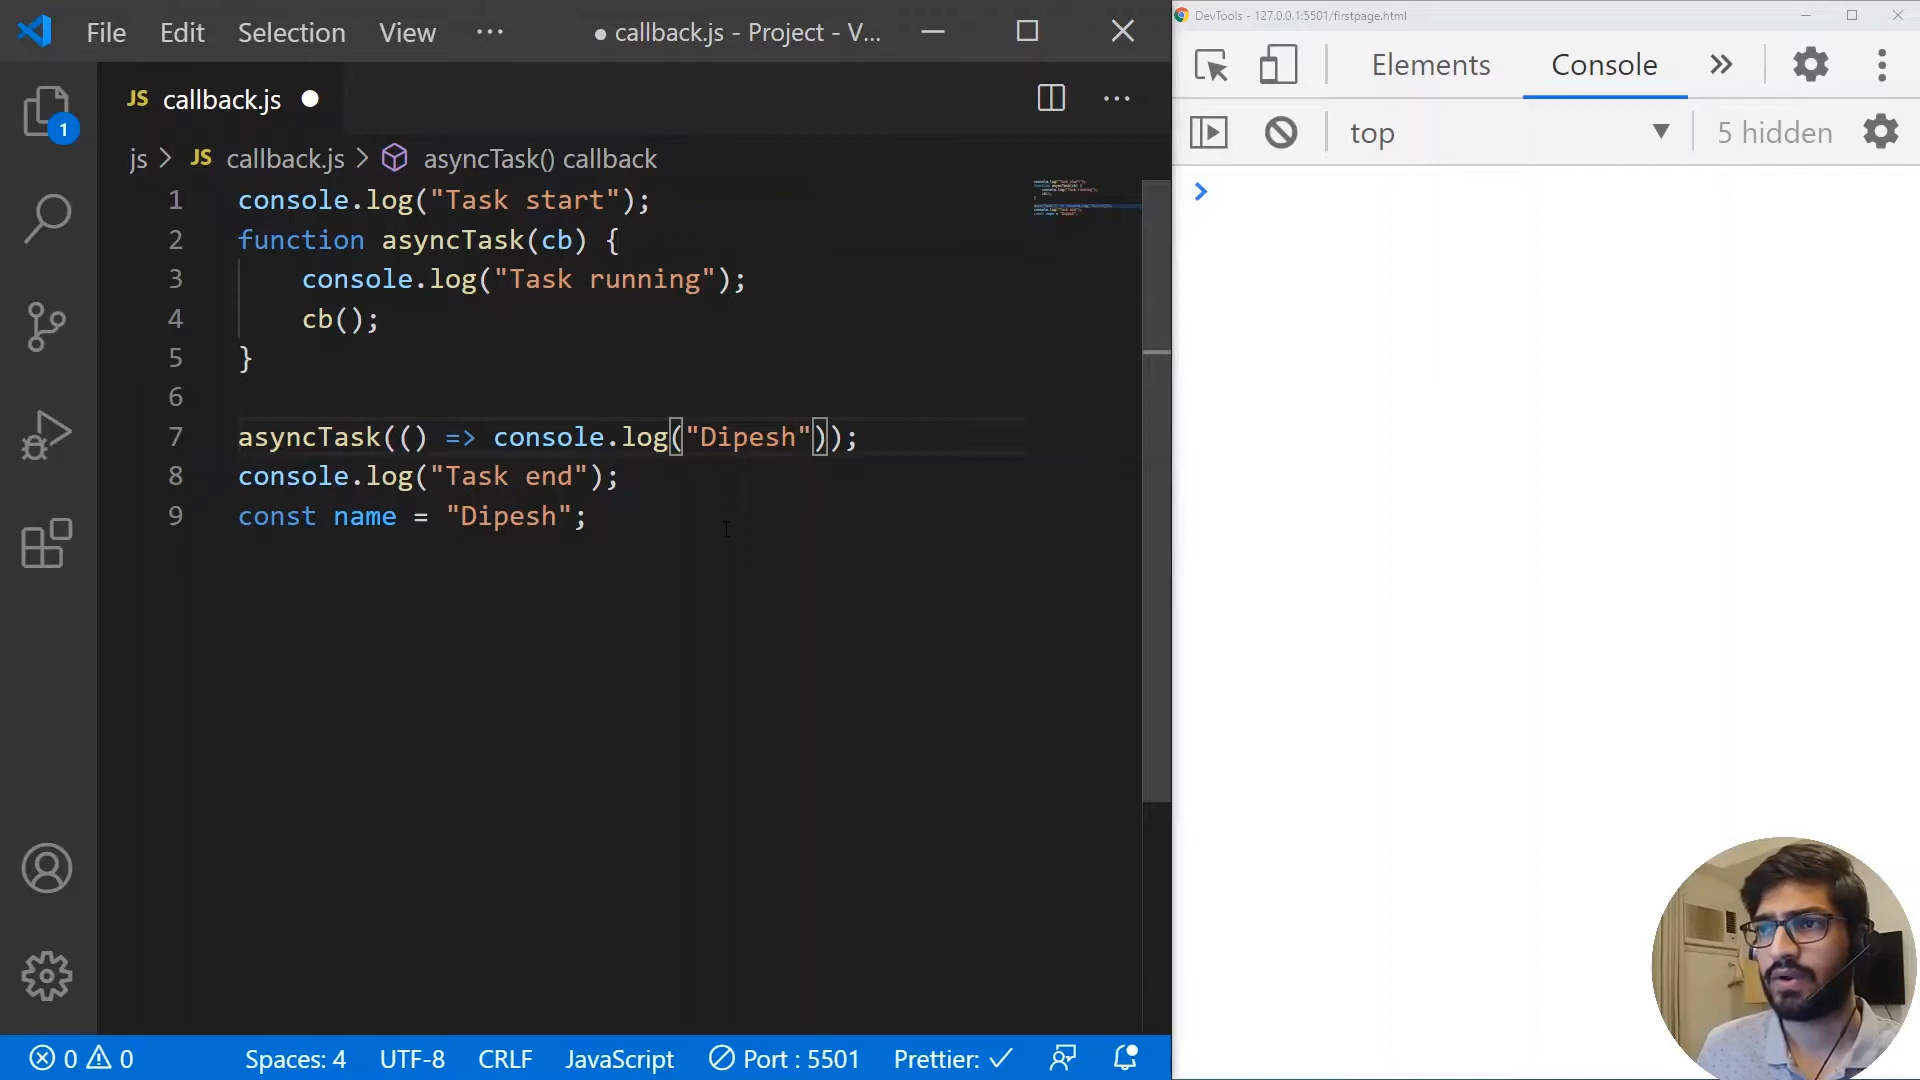 File Edit Selection View ··· ● callback.js - Project - V...
JS callback.js ●
js > JS callback.js > asyncTask() callback
1 console.log("Task start");
2 function asyncTask(cb) {
3 console.log("Task running");
4 cb();
5 }
6
7 asyncTask(() => console.log("Dipesh"));
8 console.log("Task end");
9 const name = "Dipesh";
1
0 0 Spaces: 4 UTF-8 CRLF JavaScript Port : 5501 Prettier: ✓
DevTools - 127.0.0.1:5501/firstpage.html
Elements Console »
top ▼ 5 hidden
>